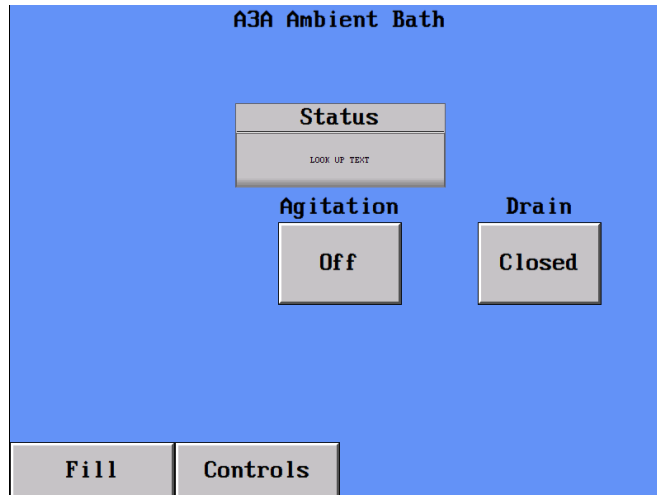 A3A Ambient Bath
Status
LOOK UP TEXT
Agitation
Drain
Off
Closed
Fill
Controls